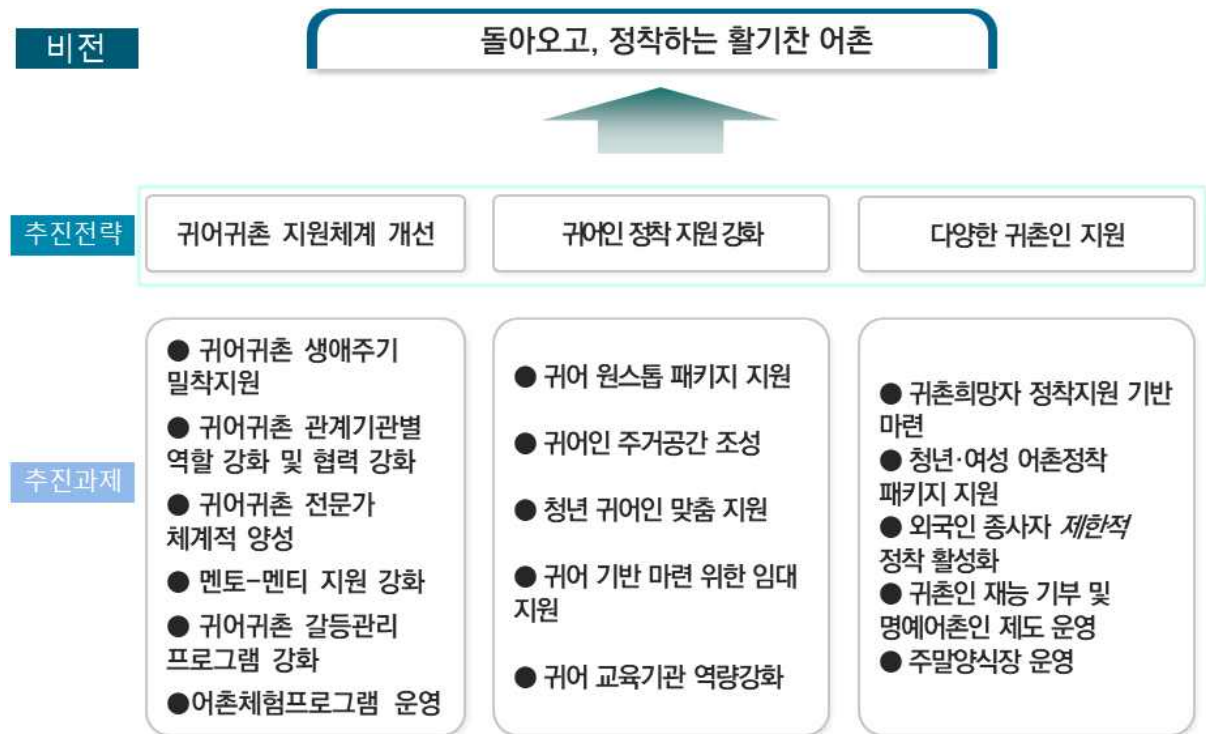 비전
돌아오고, 정착하는 활기찬 어촌
추진전략
귀어귀촌 지원체계 개선
귀어인 정착 지원 강화
다양한 귀촌인 지원
추진과제
● 귀어귀촌 생애주기
밀착지원
● 귀어귀촌 관계기관별
역할 강화 및 협력 강화
● 귀어귀촌 전문가
체계적 양성
● 멘토-멘티 지원 강화
● 귀어귀촌 갈등관리
프로그램 강화
●어촌체험프로그램 운영
● 귀어 원스톱 패키지 지원
● 귀어인 주거공간 조성
● 청년 귀어인 맞춤 지원
● 귀어 기반 마련 위한 임대
지원
● 귀어 교육기관 역량강화
● 귀촌희망자 정착지원 기반
마련
● 청년·여성 어촌정착
패키지 지원
● 외국인 종사자 제한적
정착 활성화
● 귀촌인 재능 기부 및
명예어촌인 제도 운영
● 주말양식장 운영